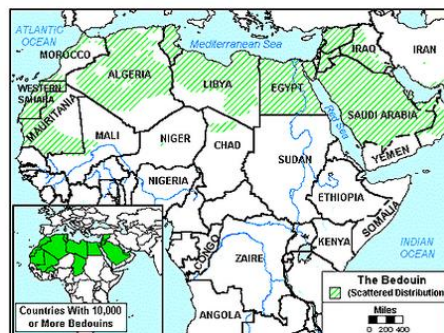 ATLANTIC
OCEAN
Mediterranean Sea
MOROCCO
IRAQ
IRAN
ALGERIA
LIBYA
EGYPT
WESTERN
SAHARA
MAURITANIA
SAUDI ARABIA
Red Sea
MALI
NIGER
CHAD
SUDAN
YEMEN
NIGERIA
ETHIOPIA
SOMALIA
CONGO
ZAIRE
KENYA
INDIAN
OCEAN
ANGOLA
Countries With 10,000
or More Bedouins
The Bedouin
(Scattered Distribution)
Miles
200 400